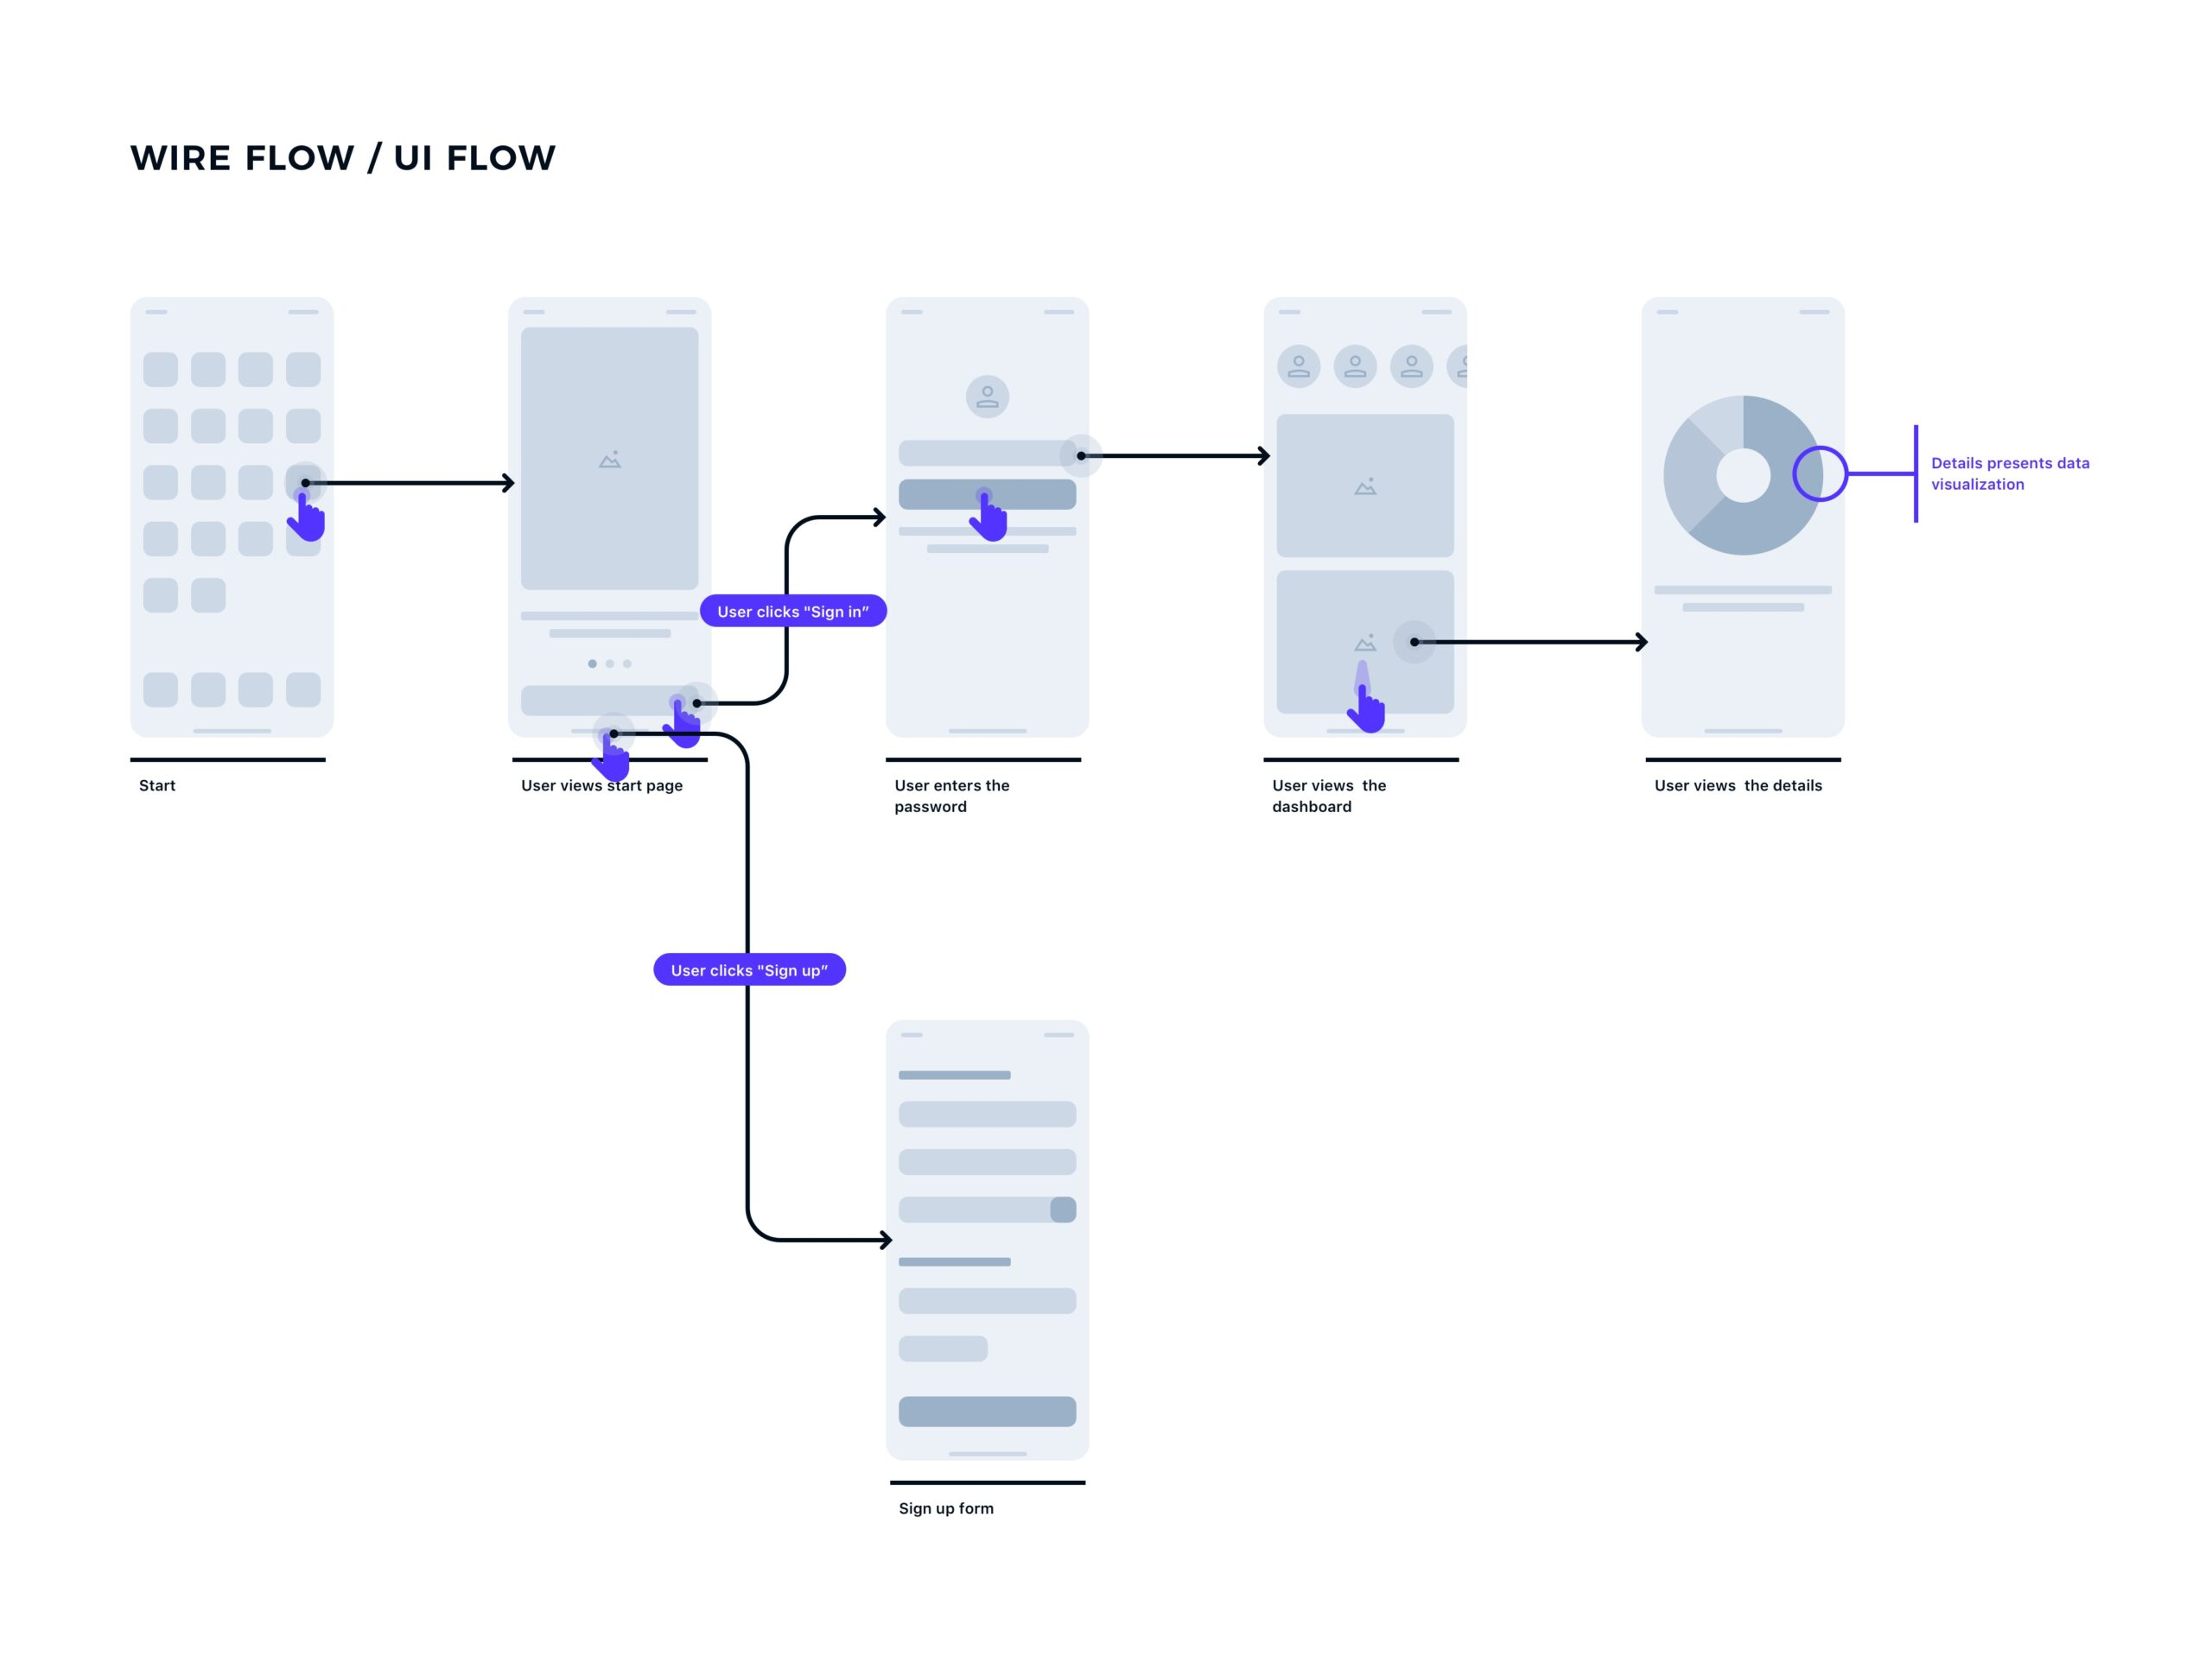 WIRE FLOW / UI FLOW
Details presents data
visualization
User clicks "Sign in”
Start
User views start page
User enters the
password
User views  the
dashboard
User views  the details
User clicks "Sign up”
Sign up form